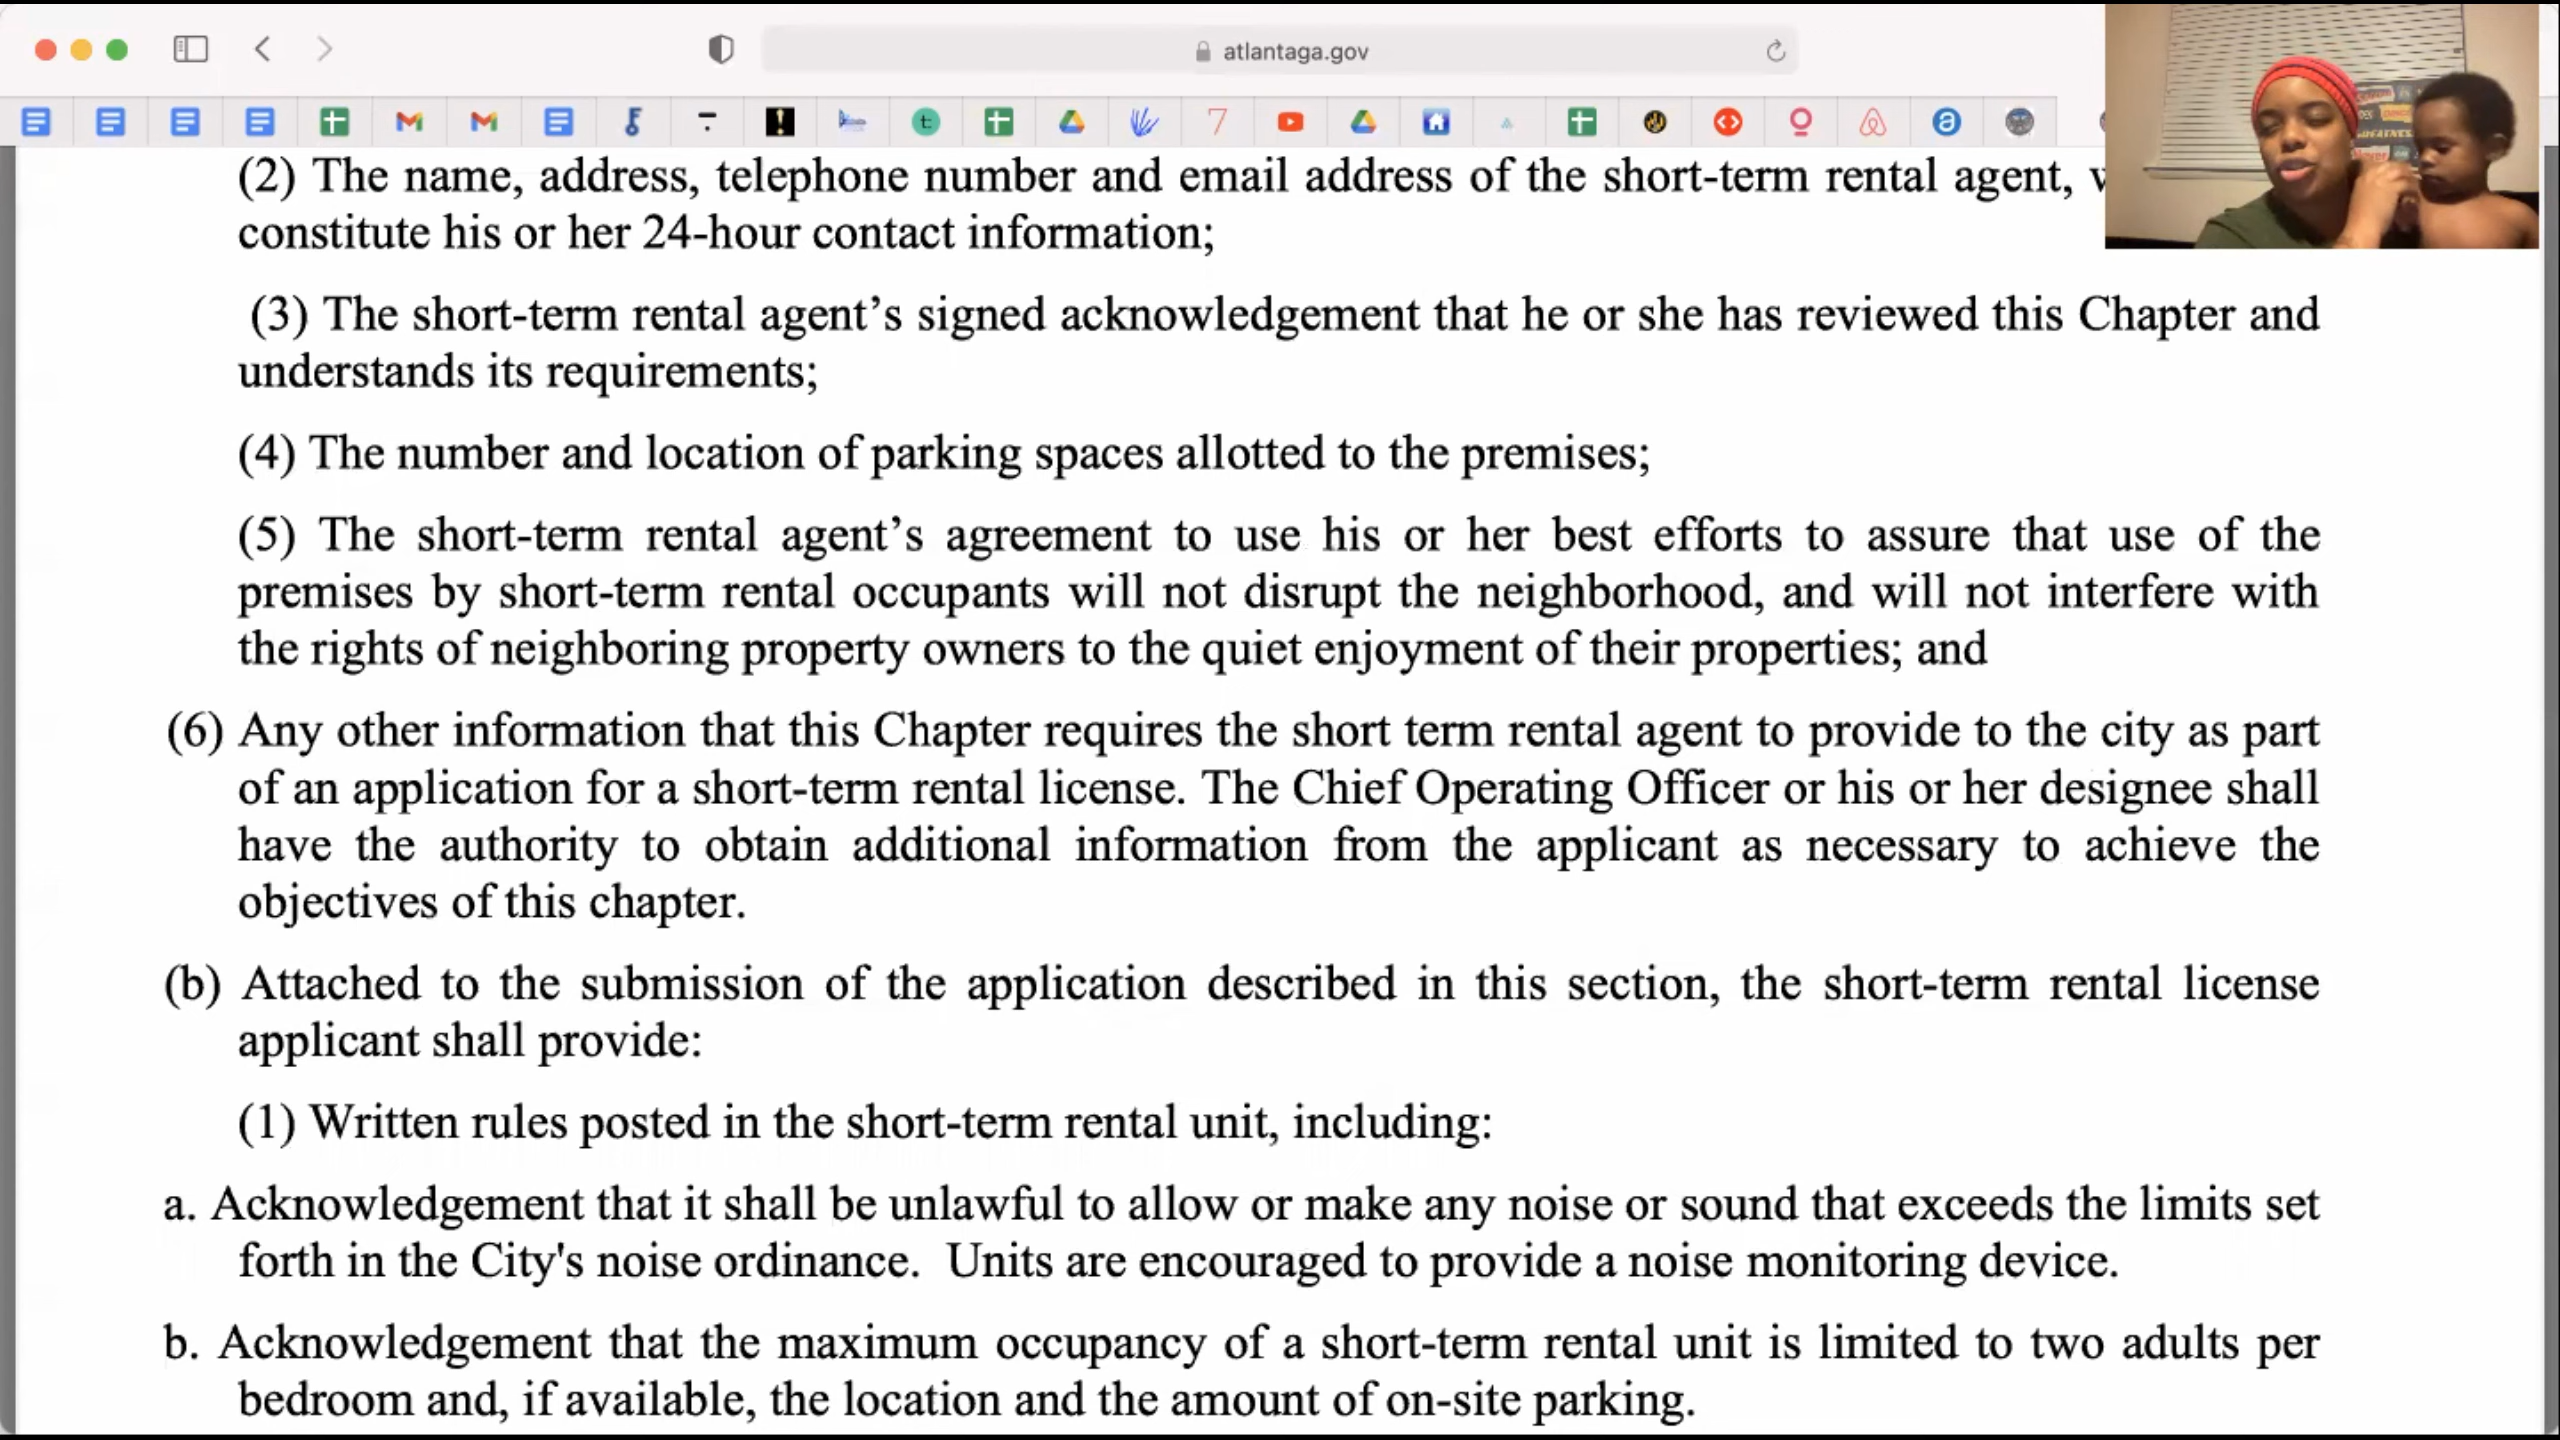 atlantaga.gov
(2) The name, address, telephone number and email address of the short-term rental agent,
constitute his or her 24-hour contact information;
(3) The short-term rental agent’s signed acknowledgement that he or she has reviewed this Chapter and
understands its requirements;
(4) The number and location of parking spaces allotted to the premises;
(5) The short-term rental agent’s agreement to use his or her best efforts to assure that use of the
premises by short-term rental occupants will not disrupt the neighborhood, and will not interfere with
the rights of neighboring property owners to the quiet enjoyment of their properties; and
(6) Any other information that this Chapter requires the short term rental agent to provide to the city as part
of an application for a short-term rental license. The Chief Operating Officer or his or her designee shall
have the authority to obtain additional information from the applicant as necessary to achieve the
objectives of this chapter.
(b) Attached to the submission of the application described in this section, the short-term rental license
applicant shall provide:
(1) Written rules posted in the short-term rental unit, including:
a. Acknowledgement that it shall be unlawful to allow or make any noise or sound that exceeds the limits set
forth in the City's noise ordinance.  Units are encouraged to provide a noise monitoring device.
b. Acknowledgement that the maximum occupancy of a short-term rental unit is limited to two adults per
bedroom and, if available, the location and the amount of on-site parking.